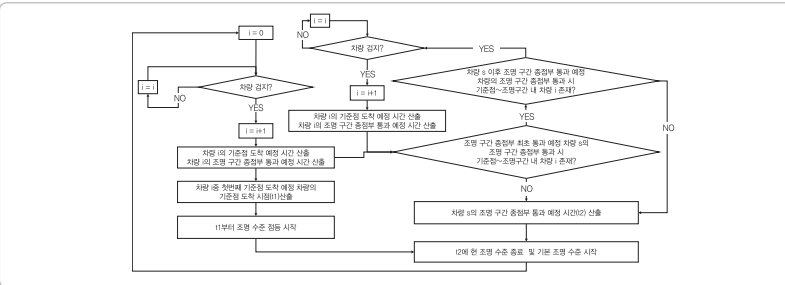 i = 0
i = i
차량 검지?
NO
YES
i = i+1
차량 i의 기준점 도착 예정 시간 산출
차량 i의 조명 구간 종점부 통과 예정 시간 산출
차량 i중 첫번째 기준점 도착 예정 차량의
기준점 도착 시점(t1)산출
t1부터 조명 수준 점등 시작
i = i
NO
차량 검지?
YES
i = i+1
차량 i의 기준점 도착 예정 시간 산출
차량 i의 조명 구간 종점부 통과 예정 시간 산출
YES
차량 s 이후 조명 구간 종점부 통과 예정
차량의 조명 구간 종점부 통과 시
기준점~조명구간 내 차량 i 존재?
YES
NO
조명 구간 종점부 최초 통과 예정 차량 s의
조명 구간 종점부 통과 시
기준점~조명구간 내 차량 i 존재?
NO
차량 s의 조명 구간 종점부 통과 예정 시간(t2) 산출
t2에 현 조명 수준 종료 및 기본 조명 수준 시작